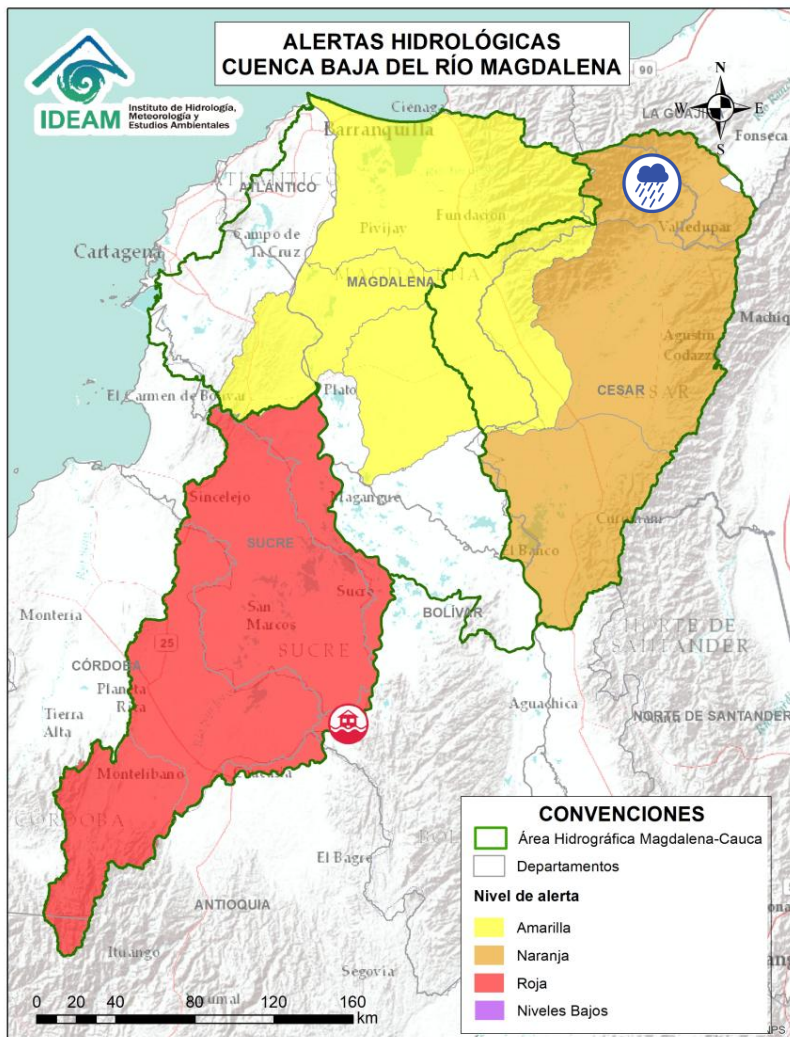 ALERTAS HIDROLÓGICAS
CUENCA BAJA DEL RÍO MAGDALENA
IDEAM
Instituto de Hidrología,
Meteorología y
Estudios Ambientales
N
W
E
S
90
Ciénaga
LA GUAJIRA
Barranquilla
Fonseca
ATLÁNTICO
Cartagena
Campo de
La Cruz
Pivijay
Fundación
Valledupar
MAGDALENA
MAGDALENA
Agustín
Codazzi
El Carmen de Bolívar
Plato
CESAR
CESAR
Sincelejo
Magangué
SUCRE
El Banco
Montería
San
Marcos
Sucre
BOLÍVAR
SUCRE
NORTE DE
SANTANDER
25
CÓRDOBA
Planeta
Rica
Tierra
Alta
Aguachica
NORTE DE SANTANDER
Montelíbano
CÓRDOBA
El Bagre
ANTIOQUIA
Ituango
Segovia
0 20 40 80 120 160
km
CONVENCIONES
Área Hidrográfica Magdalena-Cauca
Departamentos
Nivel de alerta
Amarilla
Naranja
Roja
Niveles Bajos